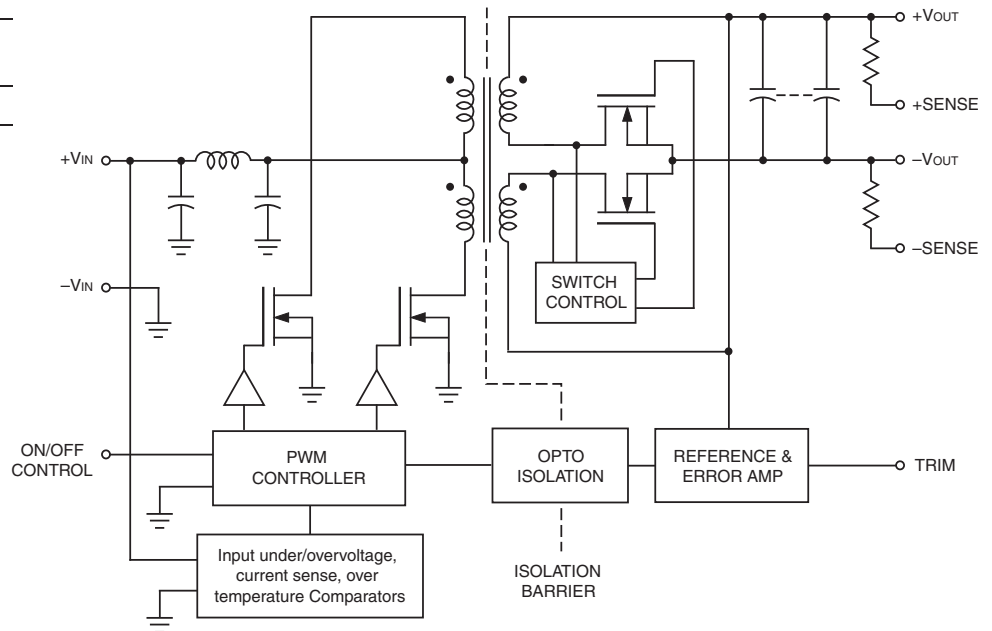 +VOUT
+SENSE
+VIN
–VOUT
–SENSE
–VIN
SWITCH
CONTROL
ON/OFF
CONTROL
PWM
CONTROLLER
OPTO
ISOLATION
REFERENCE &
ERROR AMP
TRIM
Input under/overvoltage,
current sense, over
temperature Comparators
ISOLATION
BARRIER